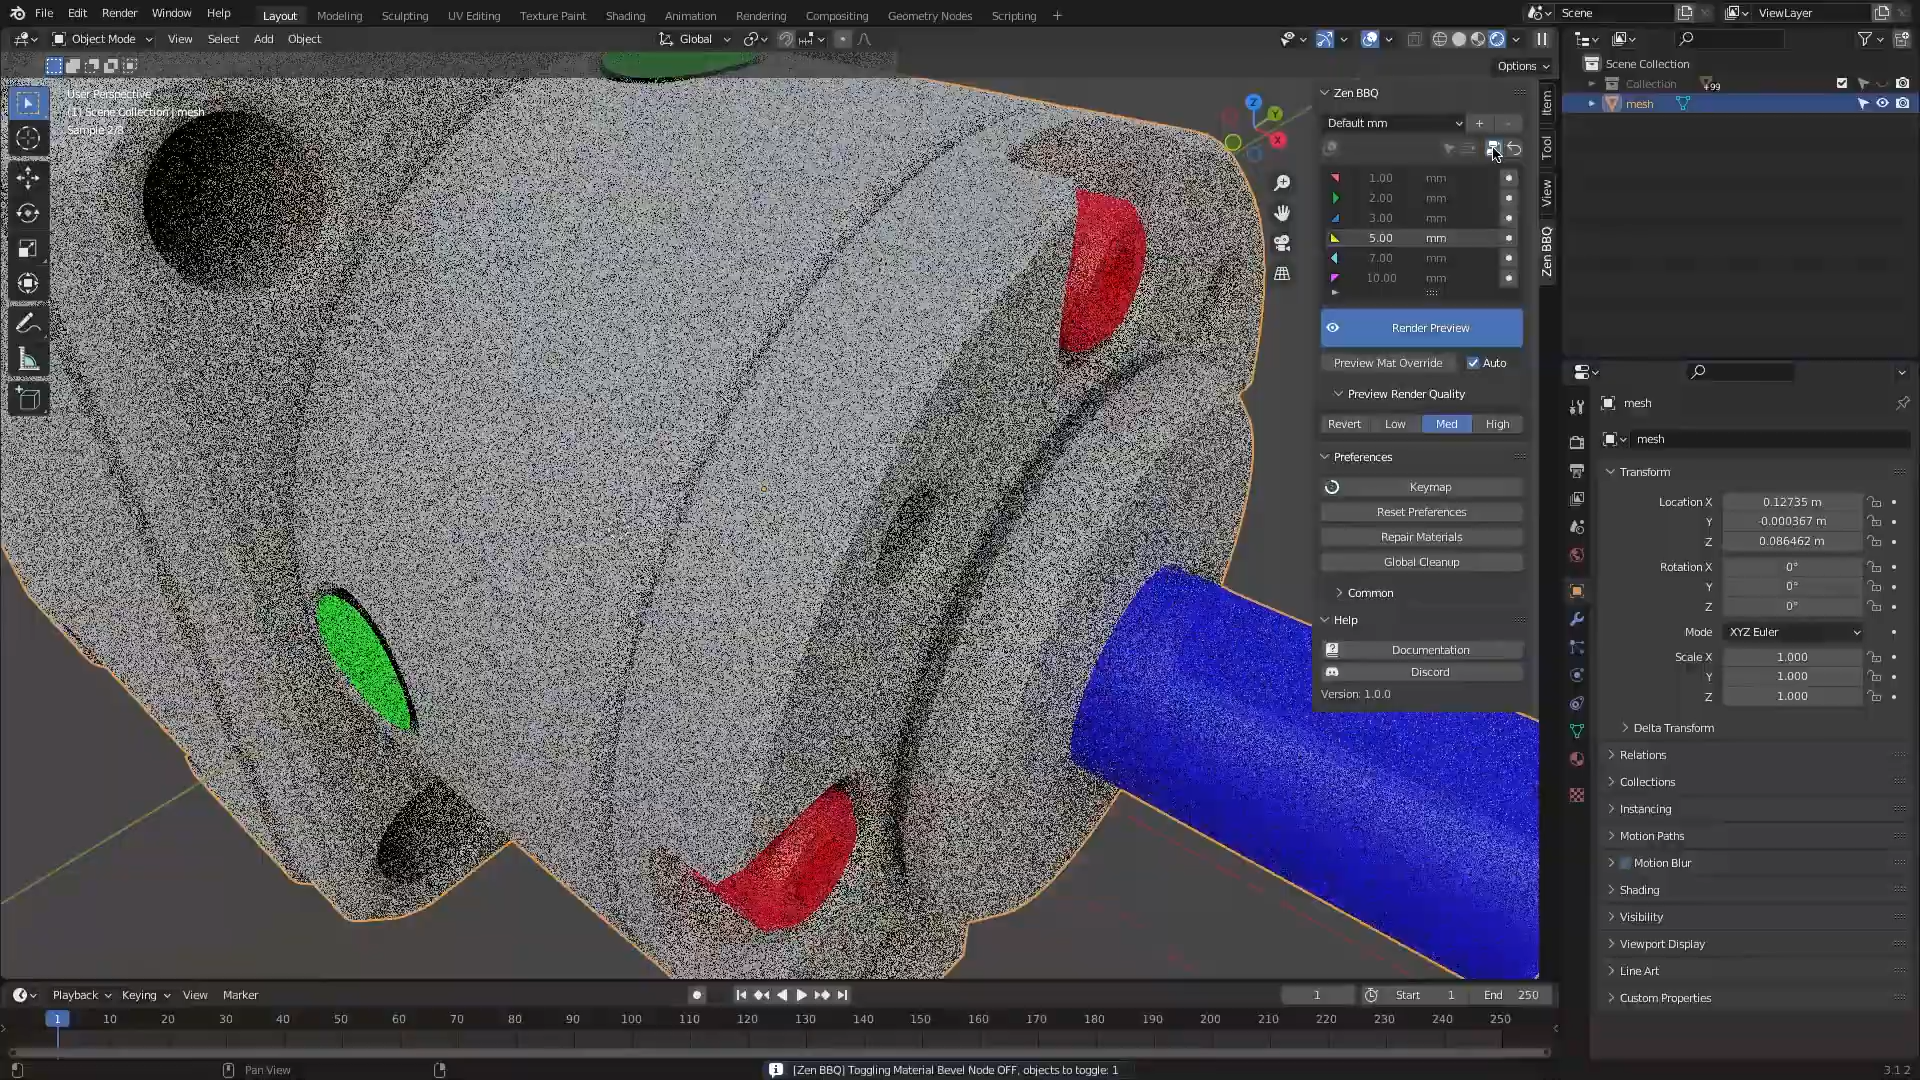 File Edit Render Window Help
Layout Modeling Sculpting UV Editing Texture Paint Shading Animation Rendering Compositing Geometry Nodes Scripting +
Scene
ViewLayer
Object Mode View Select Add Object
Global
Options
User Perspective
(1) Scene Collection | mesh
Sample 2/8
Z
Y
X
Zen BBQ
Default mm
1.00 mm
2.00 mm
3.00 mm
5.00 mm
7.00 mm
10.00 mm
Render Preview
Preview Mat Override Auto
Preview Render Quality
Revert Low Med High
Preferences
Keymap
Reset Preferences
Repair Materials
Global Cleanup
Common
Help
Documentation
Discord
Version: 1.0.0
Item
Tool
View
Zen BBQ
Scene Collection
Collection
+99
mesh
mesh
mesh
Transform
Location X 0.12735 m
Y -0.000367 m
Z 0.086462 m
Rotation X 0°
Y 0°
Z 0°
Mode XYZ Euler
Scale X 1.000
Y 1.000
Z 1.000
Delta Transform
Relations
Collections
Instancing
Motion Paths
Motion Blur
Shading
Visibility
Viewport Display
Line Art
Custom Properties
Playback Keying View Marker
1 Start 1 End 250
1 10 20 30 40 50 60 70 80 90 100 110 120 130 140 150 160 170 180 190 200 210 220 230 240 250
Pan View
[Zen BBQ] Toggling Material Bevel Node OFF, objects to toggle: 1
3.1.2